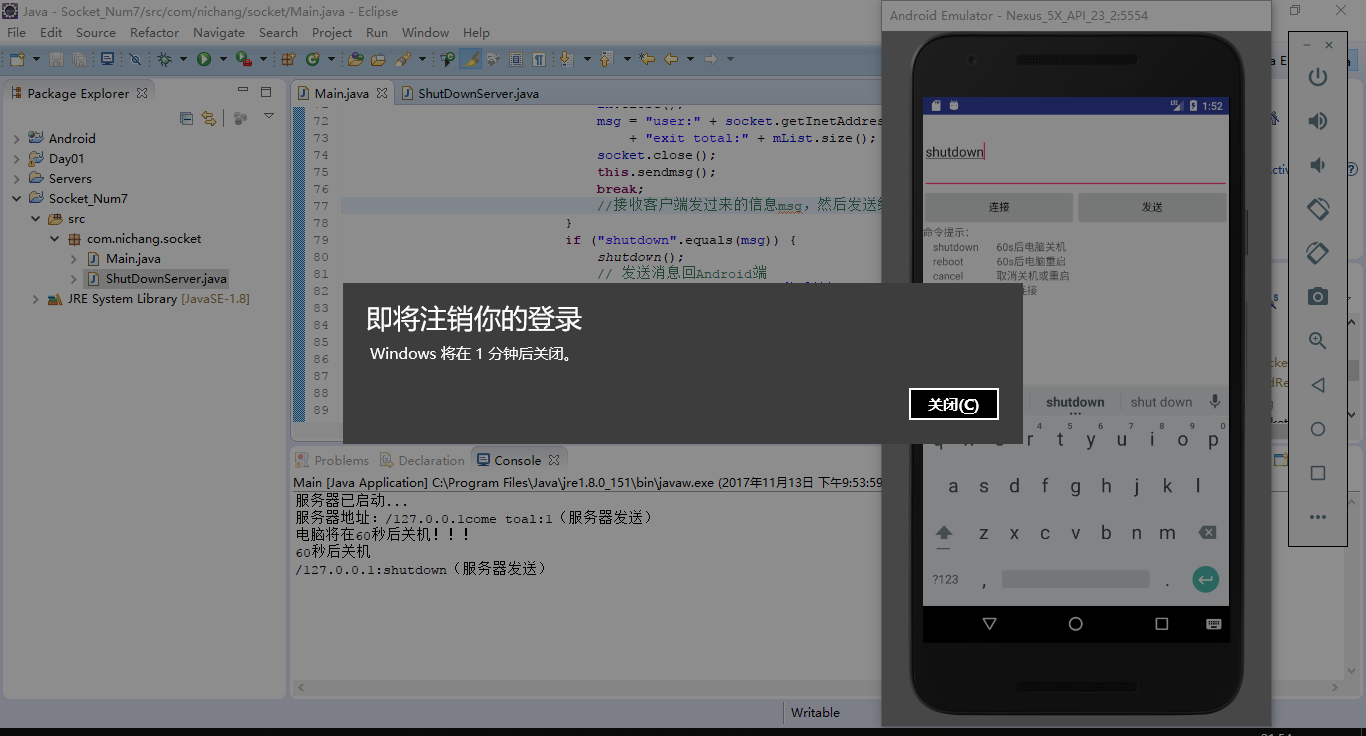 Java - Socket_Num7/src/com/nichang/socket/Main.java - Eclipse
File Edit Source Refactor Navigate Search Project Run Window Help
Package Explorer
Android
Day01
Servers
Socket_Num7
src
com.nichang.socket
Main.java
ShutDownServer.java
JRE System Library [JavaSE-1.8]
Main.java ShutDownServer.java
72 msg = "user:" + socket.getInetAddres
73 + "exit total:" + mList.size();
74 socket.close();
75 this.sendmsg();
76 break;
77 //接收客户端发过来的信息msg，然后发送给
78 }
79 if ("shutdown".equals(msg)) {
80 shutdown();
81 // 发送消息回Android端
82
83
84
85
86
87
88
89
即将注销你的登录
Windows 将在 1 分钟后关闭。
关闭(C)
Problems Declaration Console
Main [Java Application] C:\Program Files\Java\jre1.8.0_151\bin\javaw.exe (2017年11月13日 下午9:53:59
服务器已启动...
服务器地址：/127.0.0.1come toal:1（服务器发送）
电脑将在60秒后关机！！！
60秒后关机
/127.0.0.1:shutdown（服务器发送）
Writable
Android Emulator - Nexus_5X_API_23_2:5554
LTE 1:52
shutdown
连接 发送
命令提示：
shutdown 60s后电脑关机
reboot 60s后电脑重启
cancel 取消关机或重启
连接
shutdown shut down
4 5 6 7 8 9 0
r t y u i o p
a s d f g h j k l
z x c v b n m
?123 , .